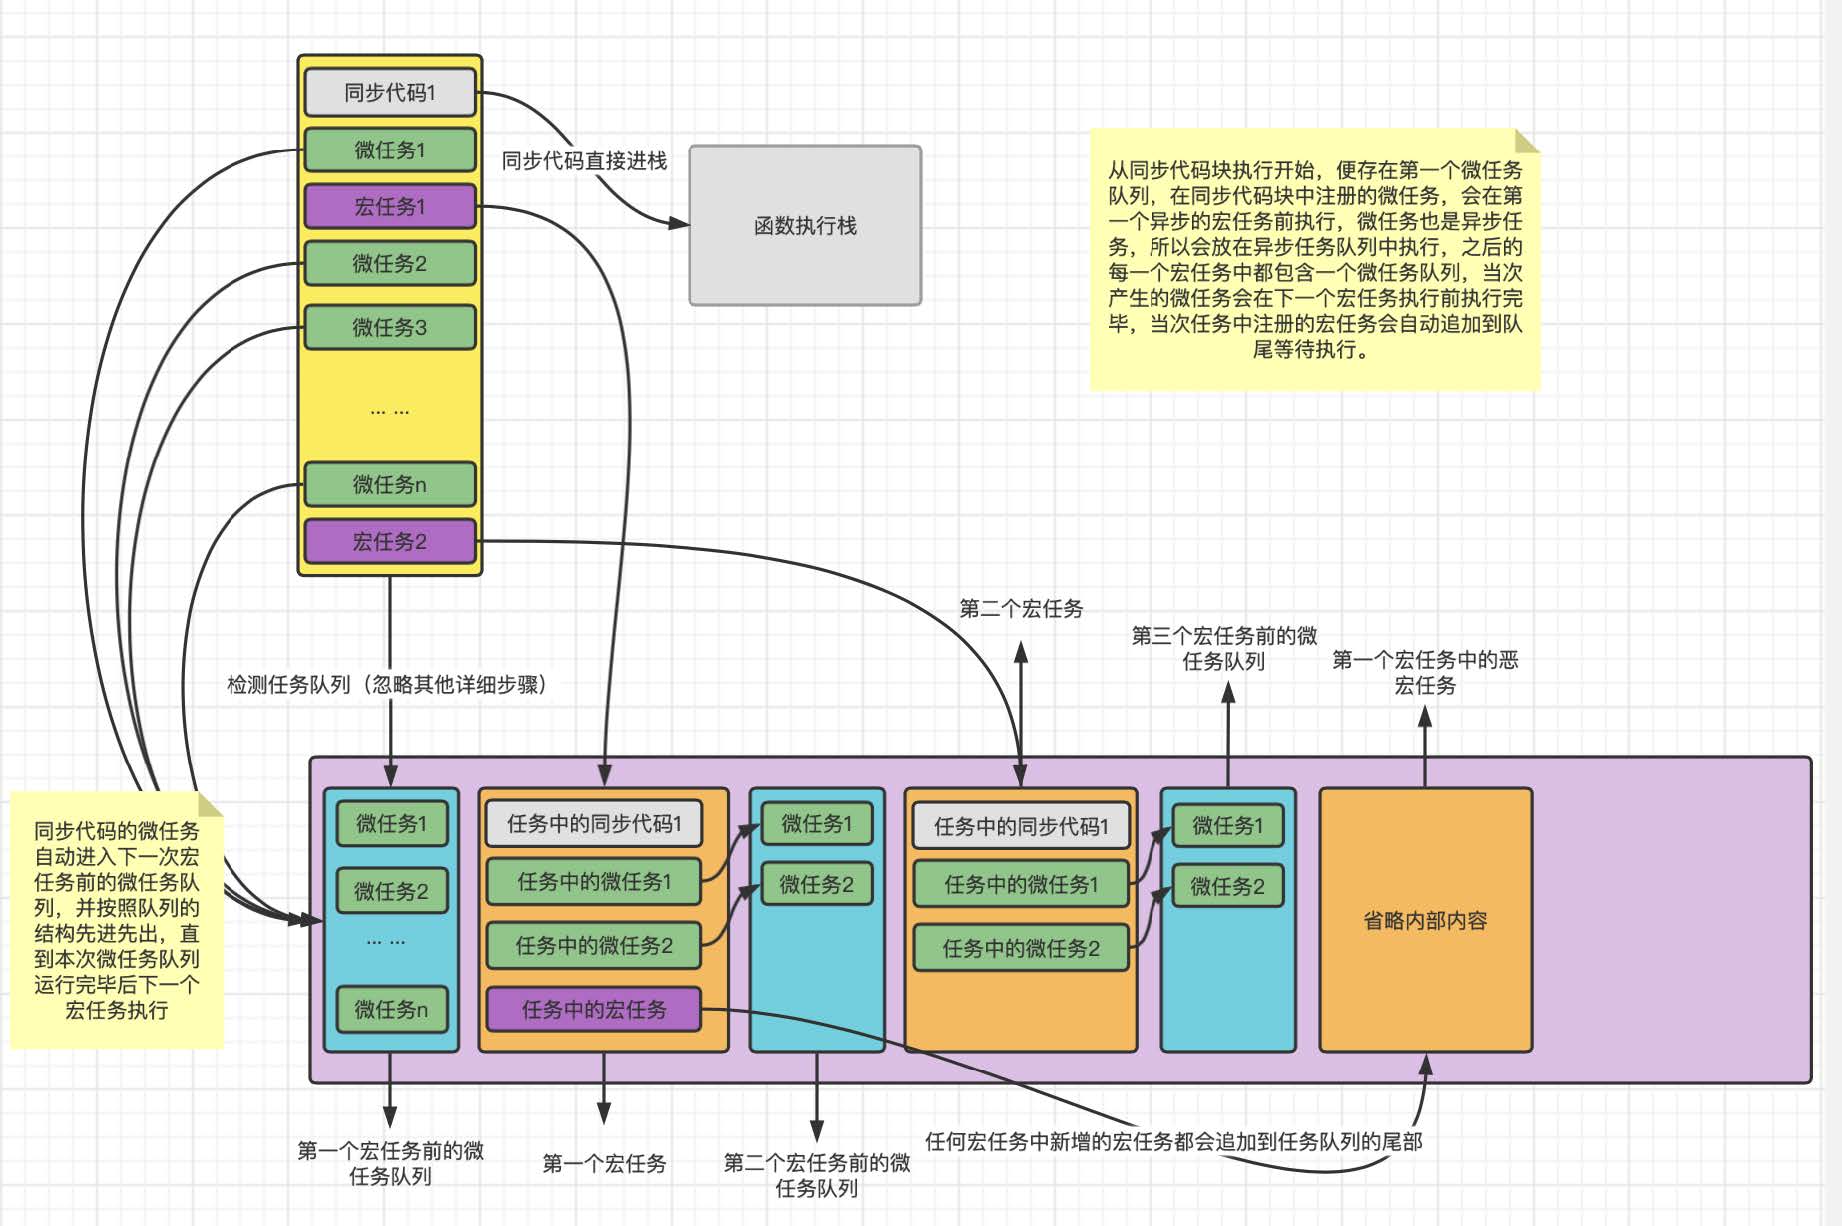 同步代码1
微任务1
宏任务1
微任务2
微任务3
... ...
微任务n
宏任务2
同步代码直接进栈
函数执行栈
从同步代码块执行开始，便存在第一个微任务
队列，在同步代码块中注册的微任务，会在第
一个异步的宏任务前执行，微任务也是异步任
务，所以会放在异步任务队列中执行，之后的
每一个宏任务中都包含一个微任务队列，当次
产生的微任务会在下一个宏任务执行前执行完
毕，当次任务中注册的宏任务会自动追加到队
尾等待执行。
检测任务队列（忽略其他详细步骤）
第二个宏任务
第三个宏任务前的微
任务队列
第一个宏任务中的恶
宏任务
同步代码的微任务
自动进入下一次宏
任务前的微任务队
列，并按照队列的
结构先进先出，直
到本次微任务队列
运行完毕后下一个
宏任务执行
微任务1
微任务2
... ...
微任务n
任务中的同步代码1
任务中的微任务1
任务中的微任务2
任务中的宏任务
微任务1
微任务2
任务中的同步代码1
任务中的微任务1
任务中的微任务2
微任务1
微任务2
省略内部内容
第一个宏任务前的微
任务队列
第一个宏任务
第二个宏任务前的微
任务队列
任何宏任务中新增的宏任务都会追加到任务队列的尾部